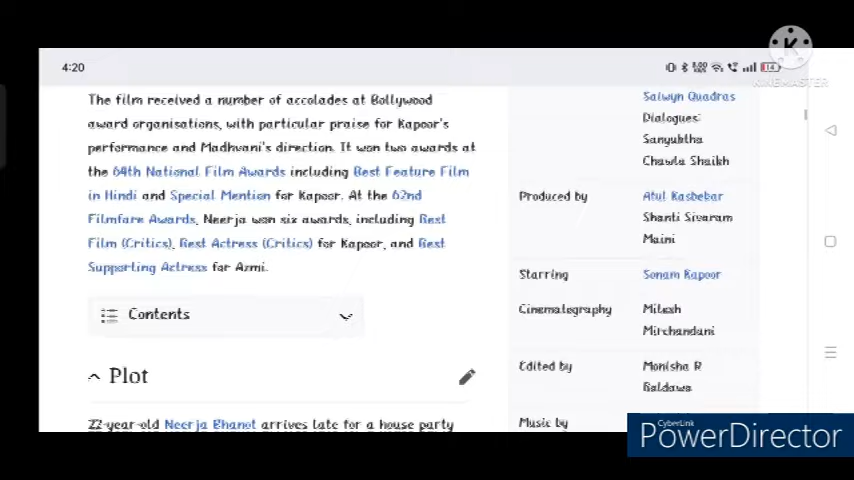 4:20
KINEMASTER
The film received a number of accolades at Bollywood
award organisations, with particular praise for Kapoor's
performance and Madhvani's direction. It won two awards at
the 64th National Film Awards including Best Feature Film
in Hindi and Special Mention for Kapoor. At the 62nd
Filmfare Awards, Neerja won six awards, including Best
Film (Critics), Best Actress (Critics) for Kapoor, and Best
Supporting Actress for Azmi.
Contents
Plot
22-year-old Neerja Bhanot arrives late for a house party
Saiwyn Quadras
Dialogues:
Sanyuktha
Chawla Shaikh
Produced by
Atul Kasbekar
Shanti Sivaram
Maini
Starring
Sonam Kapoor
Cinematography
Mitesh
Mirchandani
Edited by
Monisha R
Baldawa
Music by
CyberLink
PowerDirector